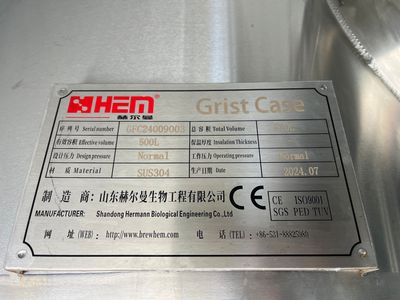 HEM
赫尔曼
Grist Case
序列号 Serial number GFC24009003 总容积 Total Volume
有效容积 Effective volume 500L 保温厚度 Insulation Thickness
设计压力 Design pressure Normal 工作压力 Operating pressure Normal
材质 Material SUS304 生产日期 Date 2024.07
制造商: 山东赫尔曼生物工程有限公司
MANUFACTURER: Shandong Hermann Biological Engineering Co.,Ltd
CE ISO9001
SGS PED TUV
网址 (WEB): http://www.brewhem.com 电话 (TEL): +86-531-88825980